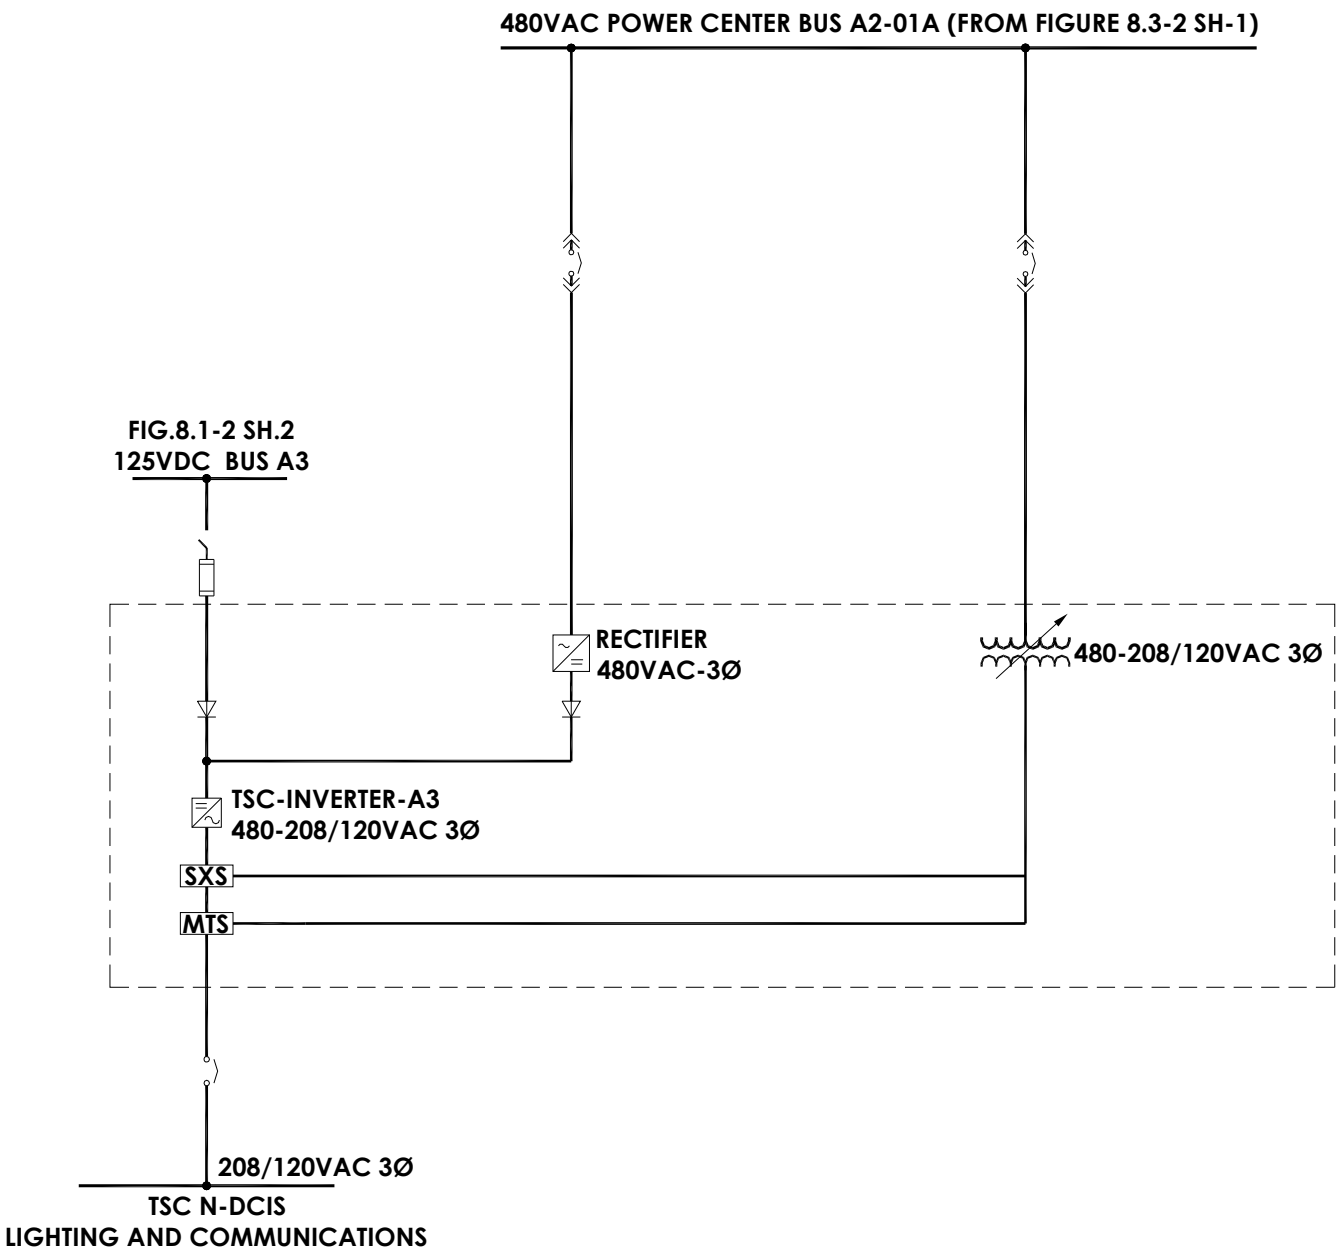 480VAC POWER CENTER BUS A2-01A (FROM FIGURE 8.3-2 SH-1)
FIG.8.1-2 SH.2
125VDC BUS A3
RECTIFIER
480VAC-3Ø
480-208/120VAC 3Ø
TSC-INVERTER-A3
480-208/120VAC 3Ø
SXS
MTS
208/120VAC 3Ø
TSC N-DCIS
LIGHTING AND COMMUNICATIONS